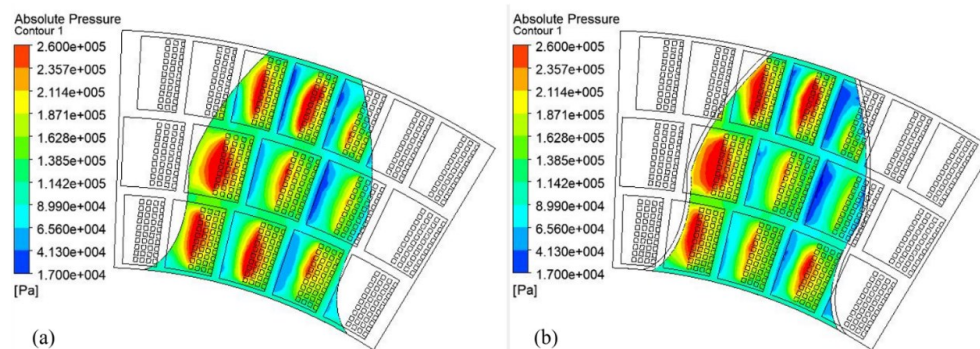 Absolute Pressure
Contour 1
2.600e+005
2.357e+005
2.114e+005
1.871e+005
1.628e+005
1.385e+005
1.142e+005
8.990e+004
6.560e+004
4.130e+004
1.700e+004
[Pa]
(a)
Absolute Pressure
Contour 1
2.600e+005
2.357e+005
2.114e+005
1.871e+005
1.628e+005
1.385e+005
1.142e+005
8.990e+004
6.560e+004
4.130e+004
1.700e+004
[Pa]
(b)